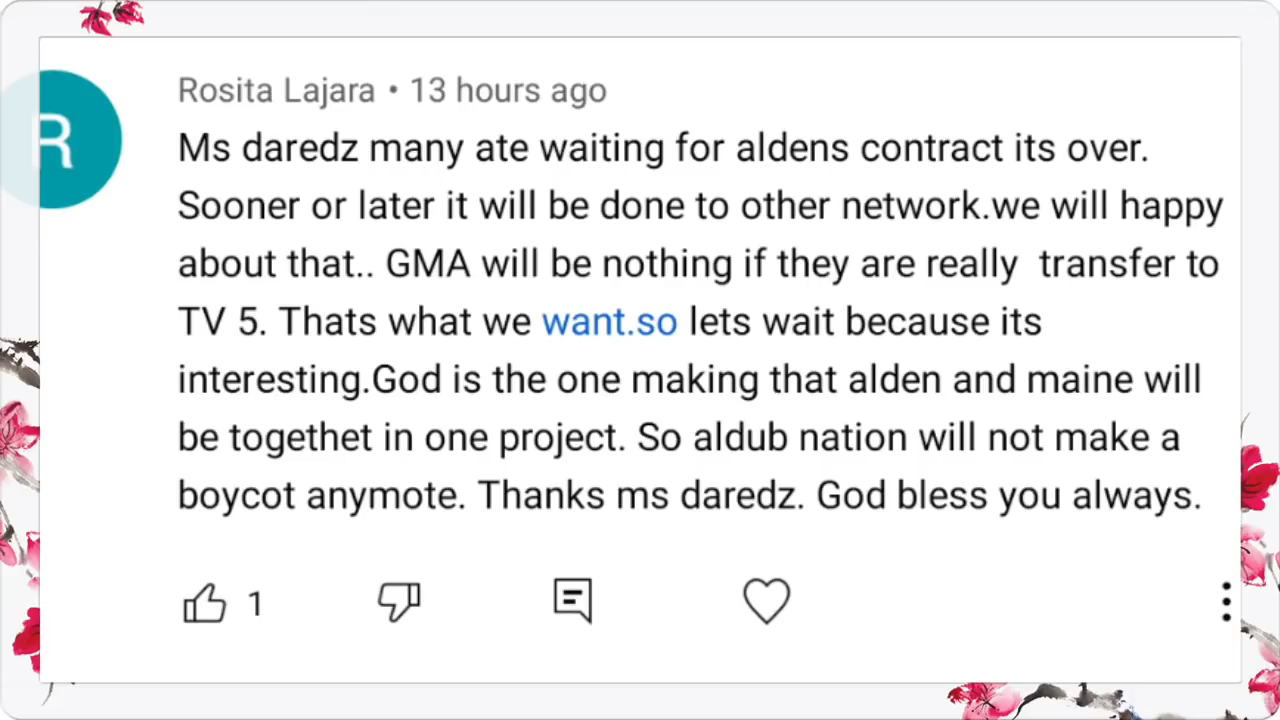 Rosita Lajara • 13 hours ago
R
Ms daredz many ate waiting for aldens contract its over.
Sooner or later it will be done to other network.we will happy
about that.. GMA will be nothing if they are really  transfer to
TV 5. Thats what we want.so lets wait because its
interesting.God is the one making that alden and maine will
be togethet in one project. So aldub nation will not make a
boycot anymote. Thanks ms daredz. God bless you always.
1